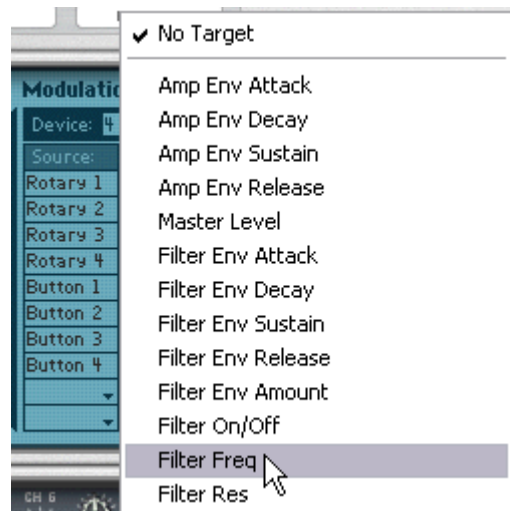 ✓ No Target
Modulatio
Amp Env Attack
Device: 4
Amp Env Decay
Source:
Amp Env Sustain
Rotary 1
Amp Env Release
Rotary 2
Master Level
Rotary 3
Filter Env Attack
Rotary 4
Filter Env Decay
Button 1
Filter Env Sustain
Button 2
Filter Env Release
Button 3
Filter Env Amount
Button 4
Filter On/Off
Filter Freq
Filter Res
CH 6